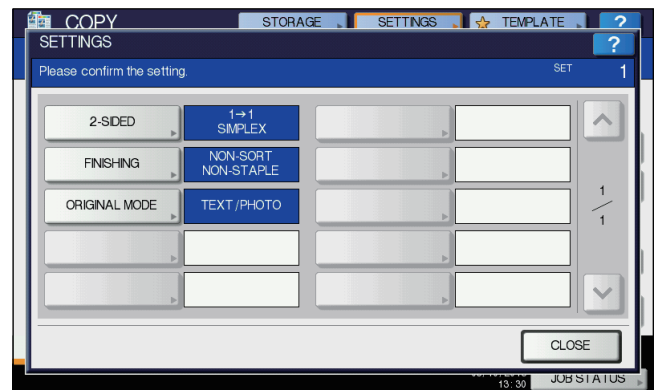 COPY
STORAGE
SETTINGS
TEMPLATE
?
SETTINGS
?
Please confirm the setting.
SET
1
2-SIDED
1→1
SIMPLEX
FINISHING
NON-SORT
NON-STAPLE
ORIGINAL MODE
TEXT/PHOTO
1
1
CLOSE
13:30
JOB STATUS